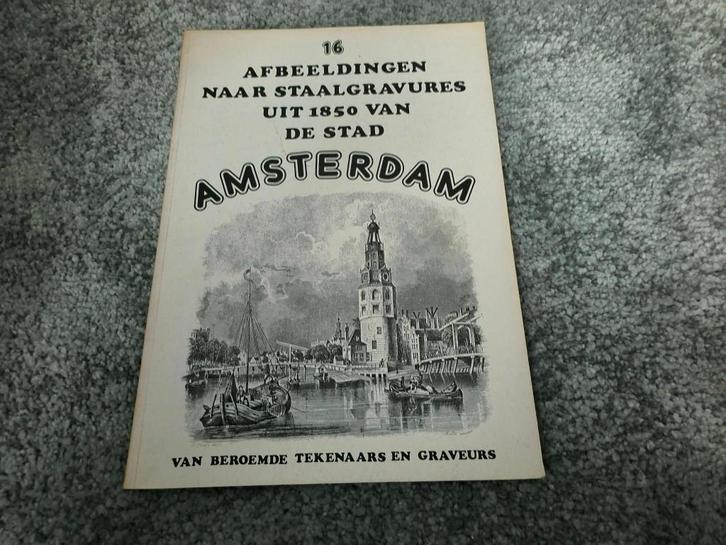 16
AFBEELDINGEN
NAAR STAALGRAVURES
UIT 1850 VAN
DE STAD
AMSTERDAM
VAN BEROEMDE TEKENAARS EN GRAVEURS